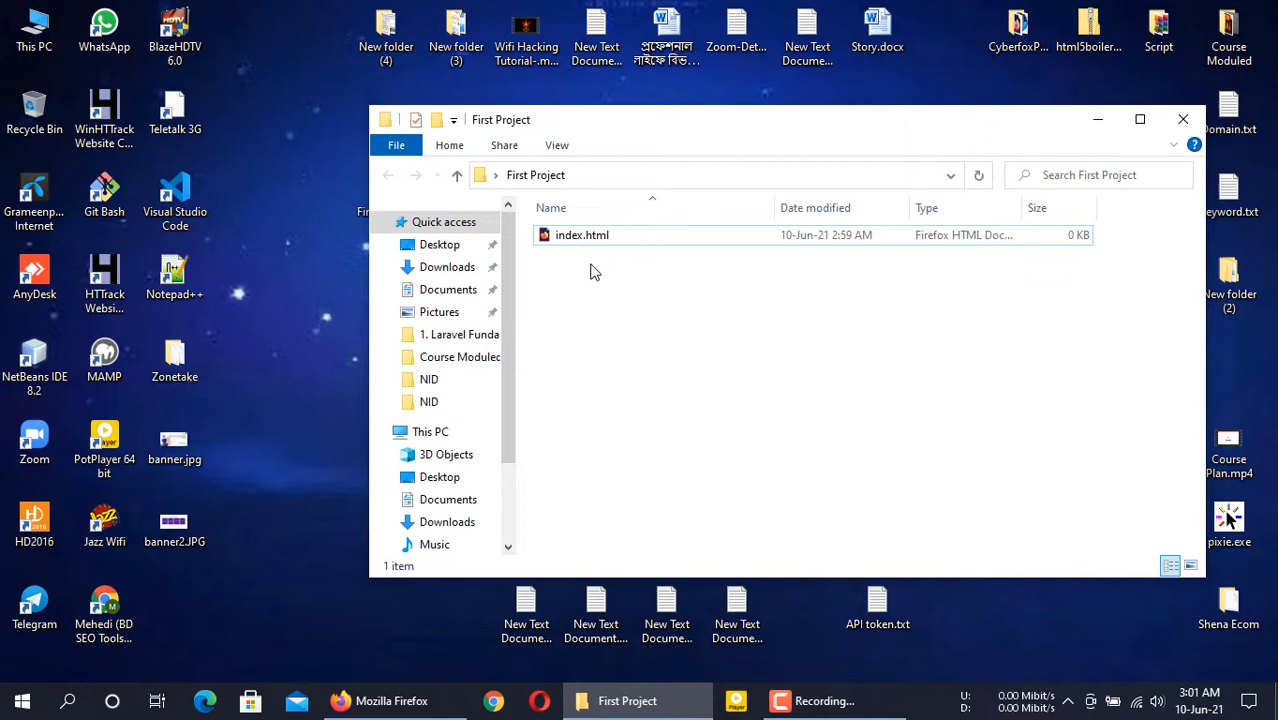 This PC
WhatsApp
BlazeHDTV
6.0
New folder
(4)
New folder
(3)
Wifi Hacking
Tutorial-.m...
New Text
Docume...
প্রফেশনাল
লাইফে বিভ...
Zoom-Det...
New Text
Docume...
Story.docx
CyberfoxP...
html5boiler...
Script
Course
Moduled
Recycle Bin
WinHTTrack
Website C...
Teletalk 3G
Domain.txt
Grameenp...
Internet
Git Bash
Visual Studio
Code
eyword.txt
AnyDesk
HTTrack
Websi...
Notepad++
New folder
(2)
NetBeans IDE
8.2
MAMP
Zonetake
Zoom
PotPlayer 64
bit
banner.jpg
Course
Plan.mp4
HD2016
Jazz Wifi
banner2.JPG
pixie.exe
Telegram
Mehedi (BD
SEO Tools...
New Text
Docume...
New Text
Document....
New Text
Docume...
New Text
Docume...
API token.txt
Shena Ecom
First Project
File
Home
Share
View
First Project
Search First Project
Name
Date modified
Type
Size
index.html
10-Jun-21 2:59 AM
Firefox HTML Doc...
0 KB
Quick access
Desktop
Downloads
Documents
Pictures
1. Laravel Funda
Course Moduled
NID
NID
This PC
3D Objects
Desktop
Documents
Downloads
Music
1 item
Mozilla Firefox
First Project
Recording...
U: 0.00 Mibit/s
D: 0.00 Mibit/s
3:01 AM
10-Jun-21